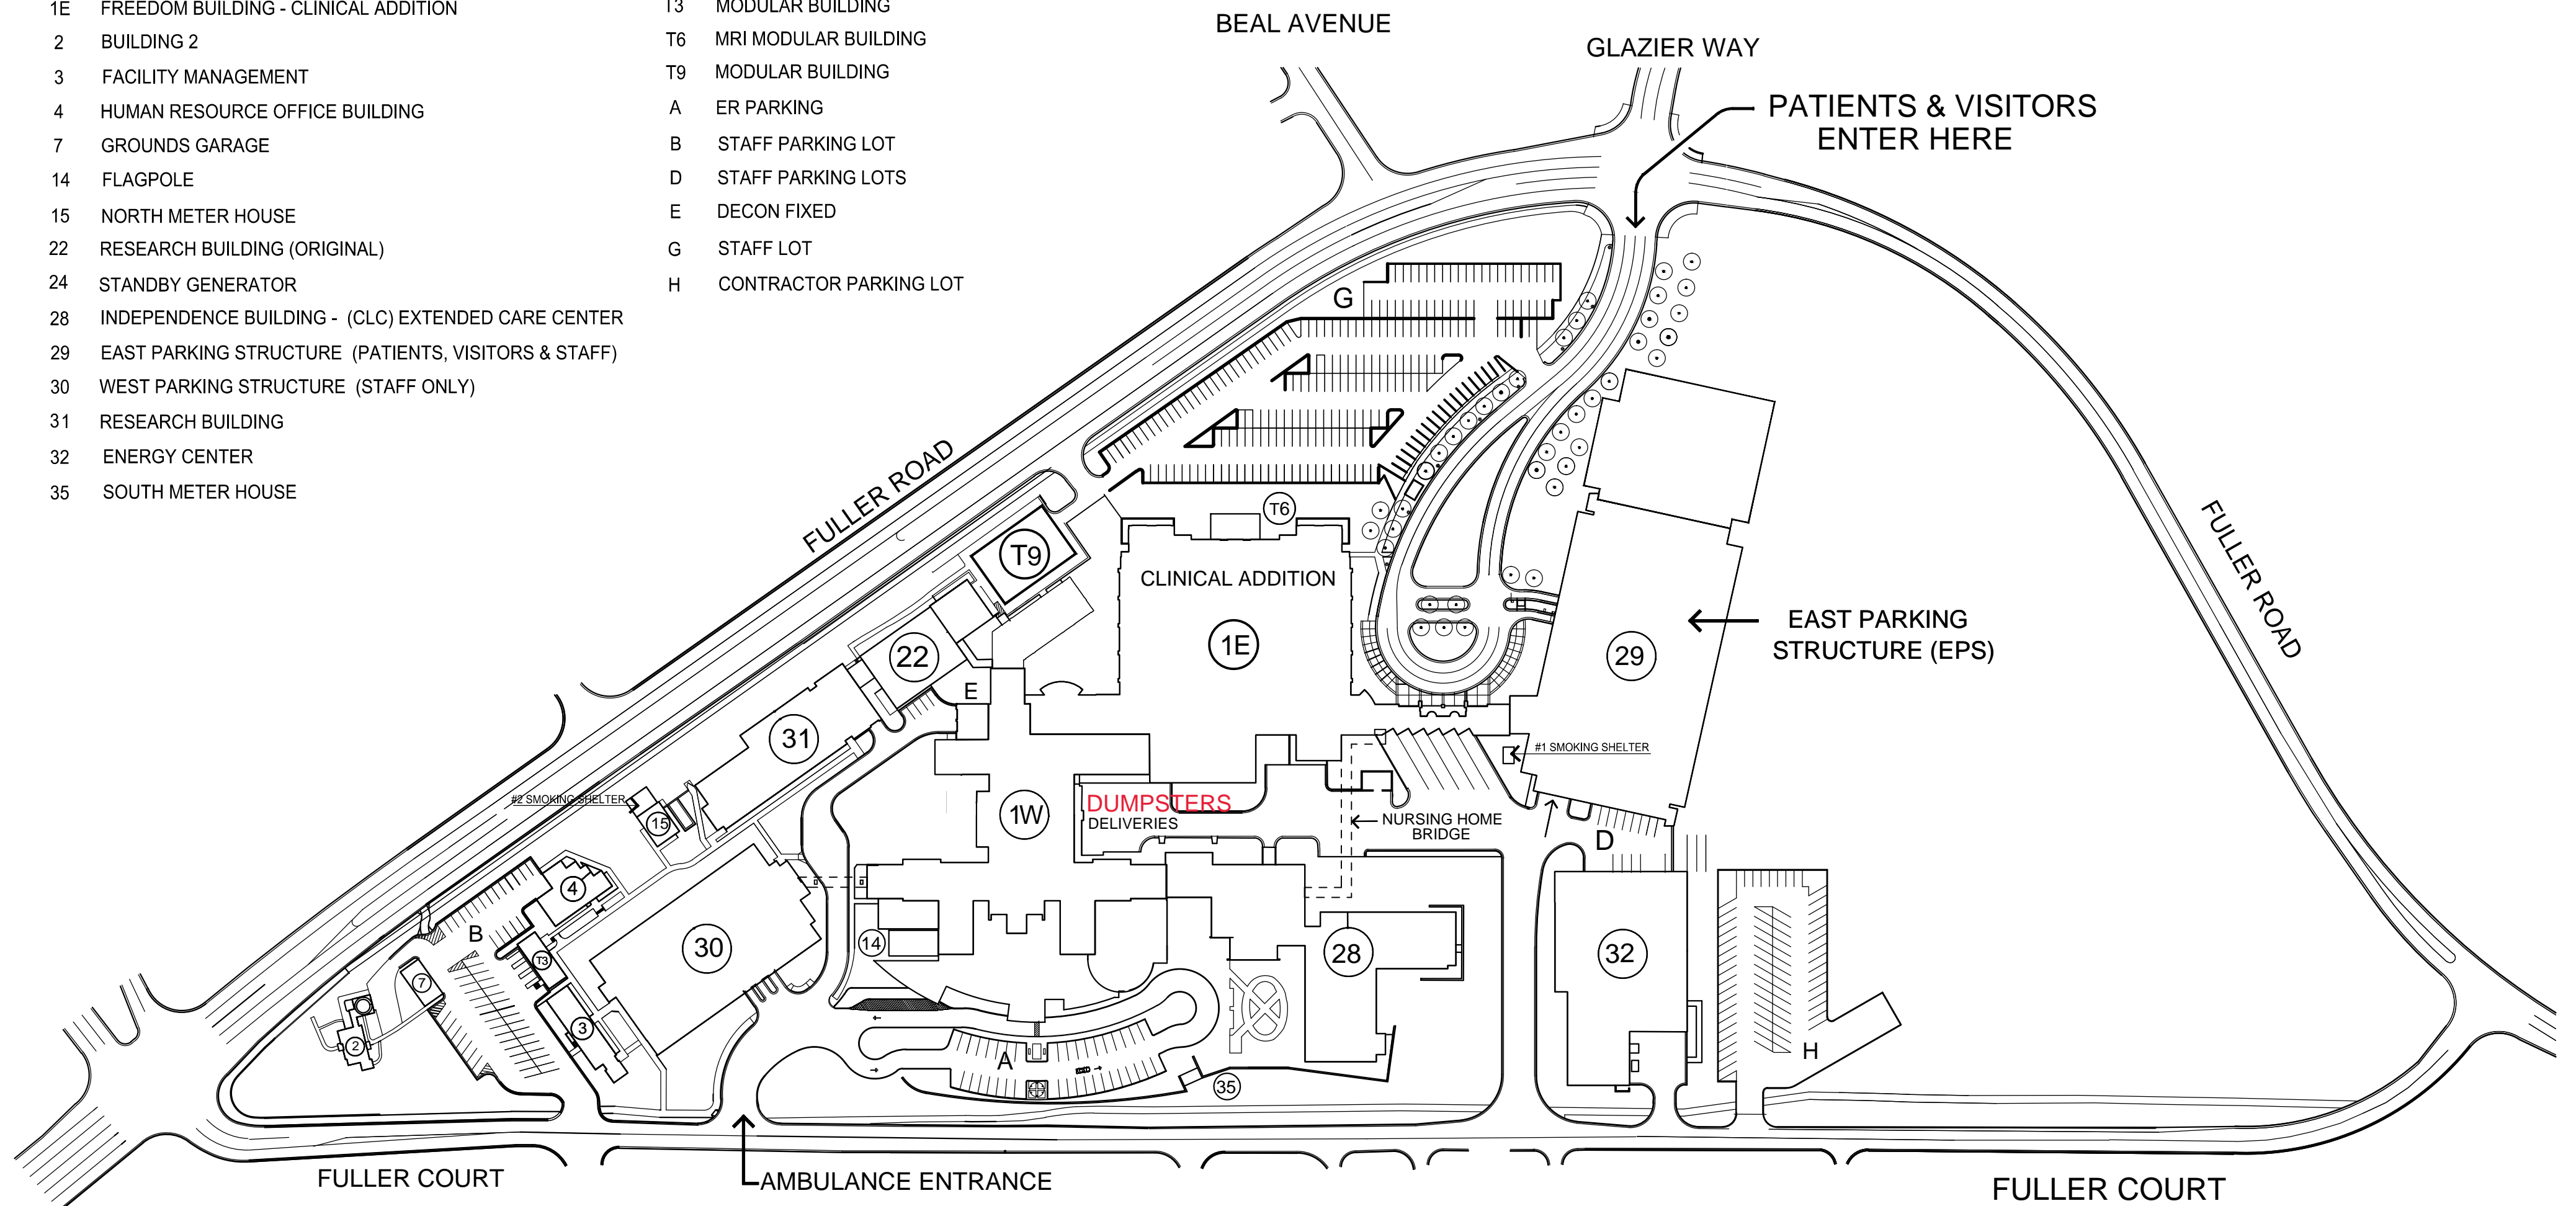 1E FREEDOM BUILDING - CLINICAL ADDITION
2 BUILDING 2
3 FACILITY MANAGEMENT
4 HUMAN RESOURCE OFFICE BUILDING
7 GROUNDS GARAGE
14 FLAGPOLE
15 NORTH METER HOUSE
22 RESEARCH BUILDING (ORIGINAL)
24 STANDBY GENERATOR
28 INDEPENDENCE BUILDING - (CLC) EXTENDED CARE CENTER
29 EAST PARKING STRUCTURE (PATIENTS, VISITORS & STAFF)
30 WEST PARKING STRUCTURE (STAFF ONLY)
31 RESEARCH BUILDING
32 ENERGY CENTER
35 SOUTH METER HOUSE
T3 MODULAR BUILDING
T6 MRI MODULAR BUILDING
T9 MODULAR BUILDING
A ER PARKING
B STAFF PARKING LOT
D STAFF PARKING LOTS
E DECON FIXED
G STAFF LOT
H CONTRACTOR PARKING LOT
BEAL AVENUE
GLAZIER WAY
PATIENTS & VISITORS
ENTER HERE
G
FULLER ROAD
T6
T9
CLINICAL ADDITION
1E
FULLER ROAD
EAST PARKING
STRUCTURE (EPS)
29
22
E
31
#1 SMOKING SHELTER
#2 SMOKING SHELTER
15
1W
DUMPSTERS
DELIVERIES
NURSING HOME
BRIDGE
D
4
B
30
14
28
32
T3
7
3
2
A
35
H
FULLER COURT
AMBULANCE ENTRANCE
FULLER COURT